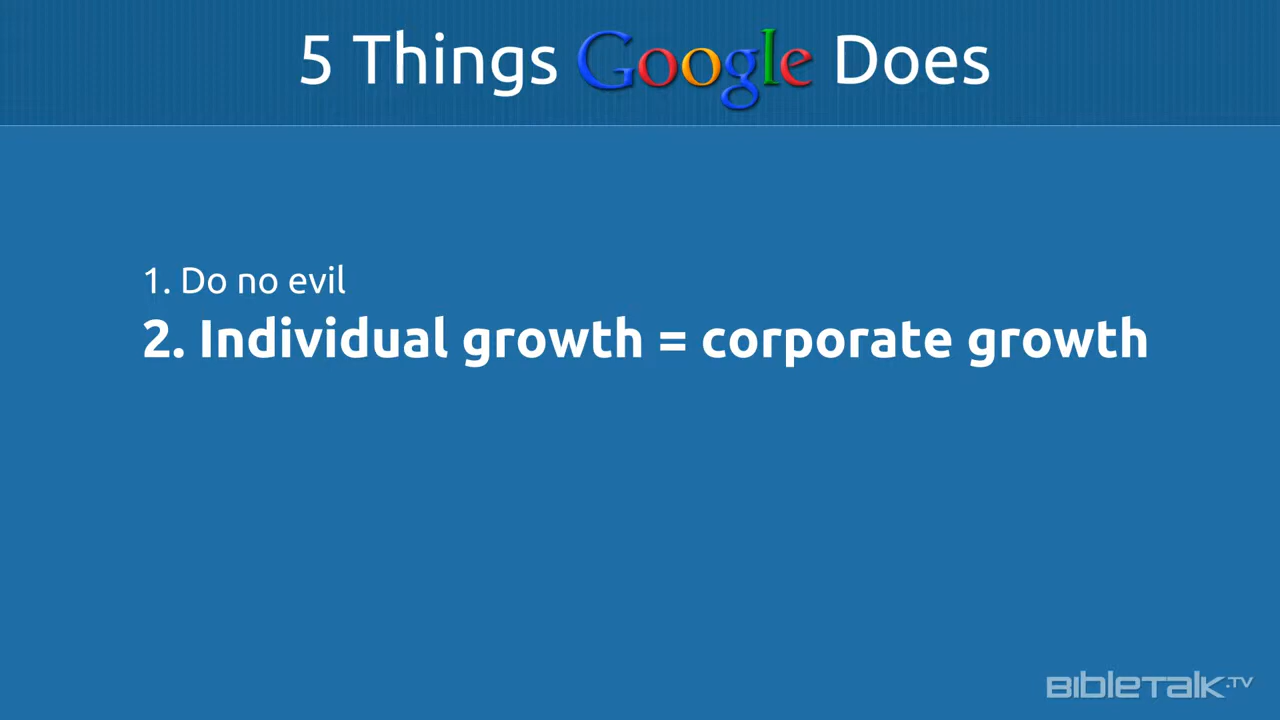 5 Things Google Does
1. Do no evil
2. Individual growth = corporate growth
BIBLETALK.TV